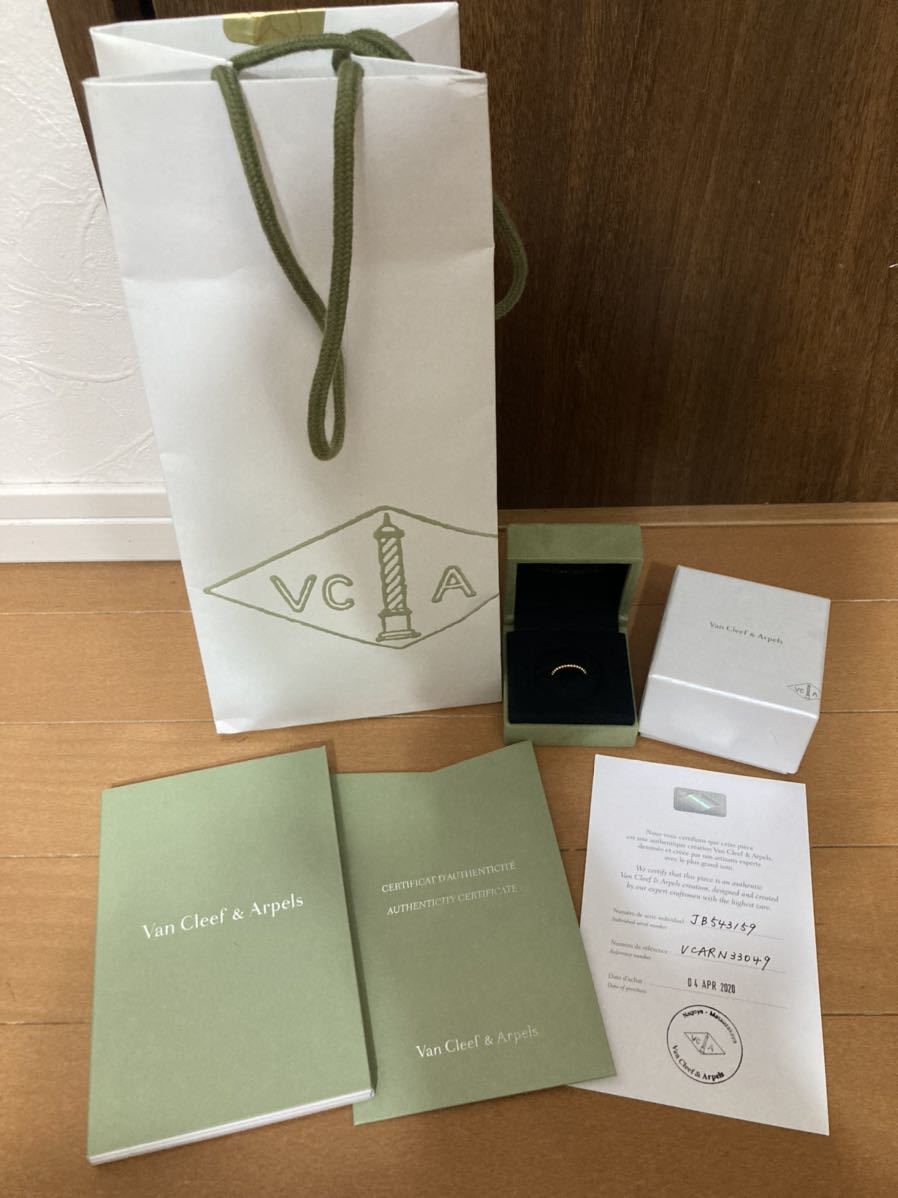 VC A
Van Cleef & Arpels
VC A
Van Cleef & Arpels
CERTIFICAT D'AUTHENTICITÉ
AUTHENTICITY CERTIFICATE
Van Cleef & Arpels
Nous vous certifions que cette pièce
est une authentique création Van Cleef & Arpels,
dessinée et créée par nos artisans experts
avec le plus grand soin.
We certify that this piece is an authentic
Van Cleef & Arpels creation, designed and created
by our expert craftsmen with the highest care.
Numéro de série individuel : JB543159
Individual serial number
Numéro de référence : VCARN33049
Reference number
Date d'achat : 04 APR 2020
Date of purchase
Nagoya - Matsuzakaya
VC A
Van Cleef & Arpels